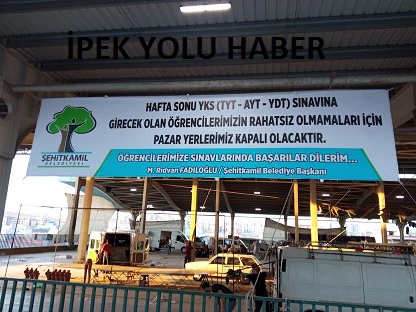 İPEK YOLU HABER
HAFTA SONU YKS (TYT - AYT - YDT) SINAVINA
GİRECEK OLAN ÖĞRENCİLERİMİZİN RAHATSIZ OLMAMALARI İÇİN
PAZAR YERLERİMİZ KAPALI OLACAKTIR.
ÖĞRENCİLERİMİZE SINAVLARINDA BAŞARILAR DİLERİM...
M. Rıdvan FADILOĞLU / Şehitkamil Belediye Başkanı
ŞEHİTKAMİL
BELEDİYESİ